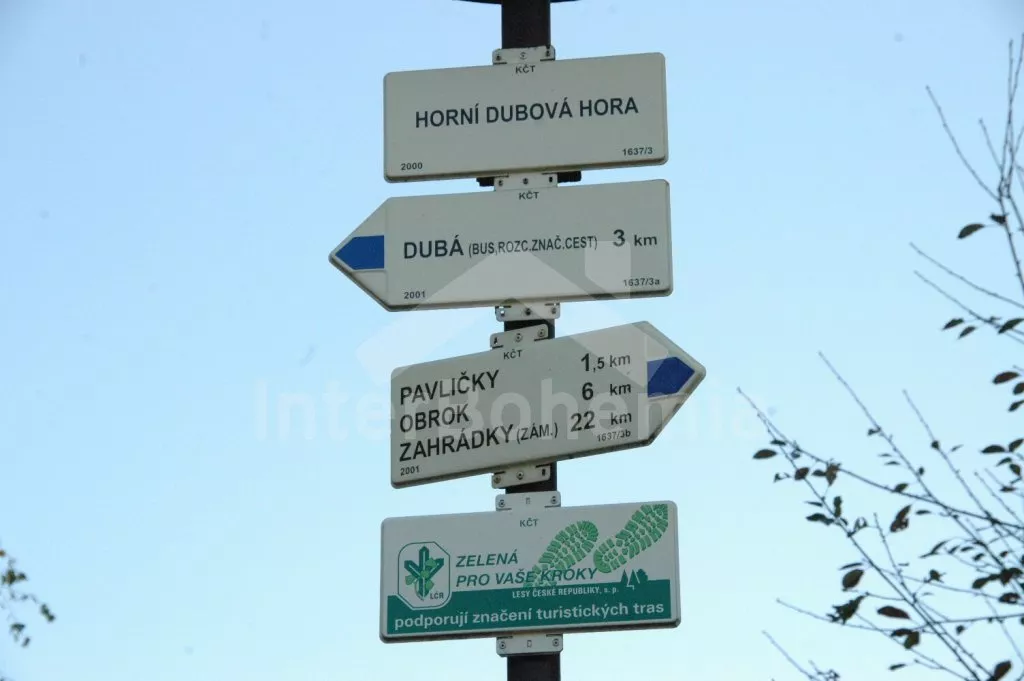 KČT
HORNÍ DUBOVÁ HORA
2000 1637/3
KČT
DUBÁ (BUS,ROZC.ZNAČ.CEST) 3 km
2001 1637/3a
KČT
PAVLIČKY 1,5 km
OBROK 6 km
ZAHRÁDKY (ZÁM.) 22 km
2001 1637/3b
InterBohemia
KČT
ZELENÁ
PRO VAŠE KROKY
LČR
LESY ČESKÉ REPUBLIKY, s. p.
podporují značení turistických tras